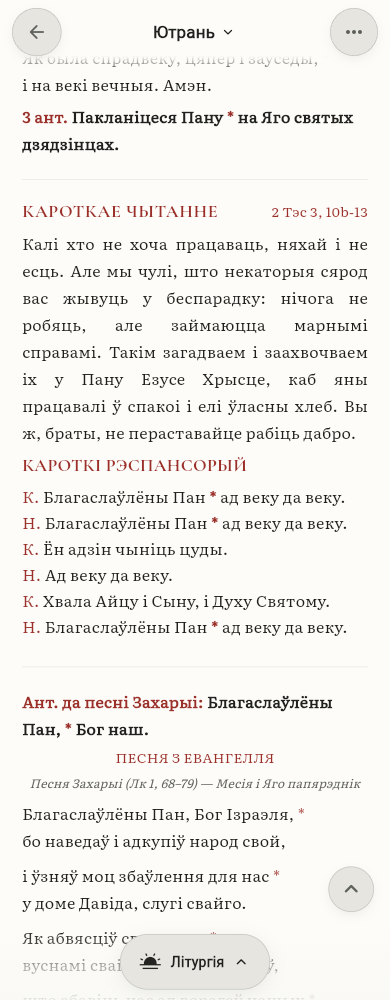 Ютрань
Як была спрадвеку, цяпер і заўсёды,
і на векі вечныя. Амэн.
3 ант. Пакланіцеся Пану * на Яго святых
дзядзінцах.
КАРОТКАЕ ЧЫТАННЕ 2 Тэс 3, 10b-13
Калі хто не хоча працаваць, няхай і не
есць. Але мы чулі, што некаторыя сярод
вас жывуць у беспарадку: нічога не
робяць, але займаюцца марнымі
справамі. Такім загадваем і заахвочваем
іх у Пану Езусе Хрысце, каб яны
працавалі ў спакоі і елі ўласны хлеб. Вы
ж, браты, не пераставайце рабіць дабро.
КАРОТКІ РЭСПАНСОРЫЙ
К. Благаслаўлёны Пан * ад веку да веку.
Н. Благаслаўлёны Пан * ад веку да веку.
К. Ён адзін чыніць цуды.
Н. Ад веку да веку.
К. Хвала Айцу і Сыну, і Духу Святому.
Н. Благаслаўлёны Пан * ад веку да веку.
Ант. да песні Захарыі: Благаслаўлёны
Пан, * Бог наш.
ПЕСНЯ З ЕВАНГЕЛЛЯ
Песня Захарыі (Лк 1, 68–79) — Месія і Яго папярэднік
Благаслаўлёны Пан, Бог Ізраэля, *
бо наведаў і адкупіў народ свой,
і ўзняў моц збаўлення для нас *
у доме Давіда, слугі свайго.
Як абвясціў *
вуснамі
Літургія